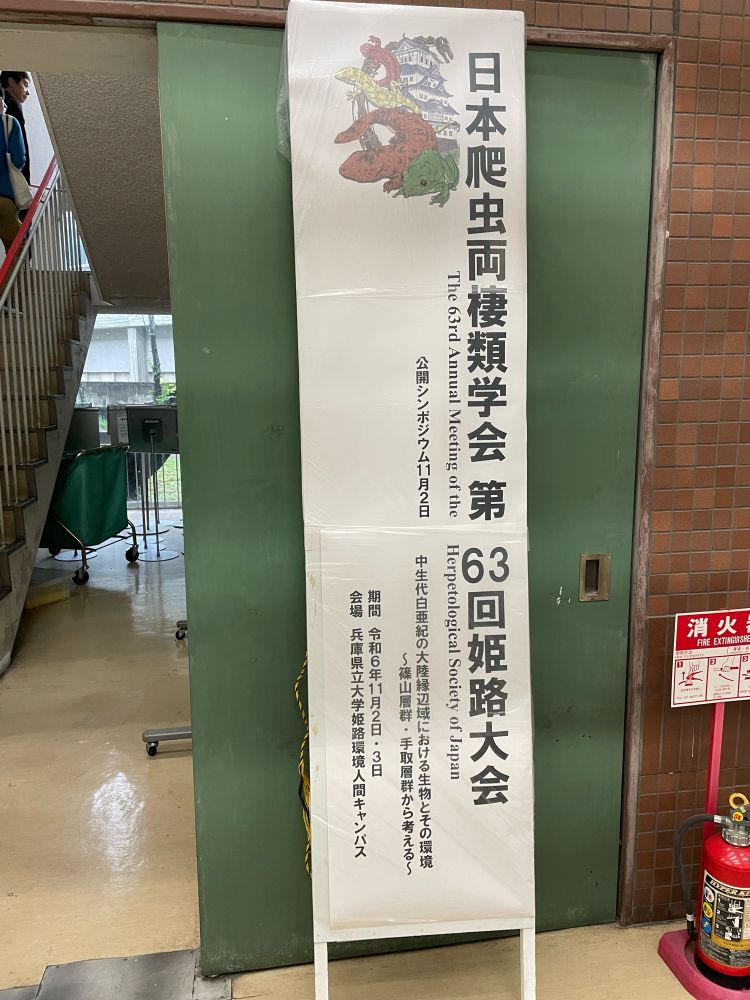 日本爬虫両棲類学会 第63回姫路大会
The 63rd Annual Meeting of the Herpetological Society of Japan
公開シンポジウム11月2日
中生代白亜紀の大陸縁辺域における生物とその環境
～篠山層群・手取層群から考える～
期間 令和6年11月2日・3日
会場 兵庫県立大学姫路環境人間キャンパス
消火
FIRE EXTINGUISHE
1
2
3